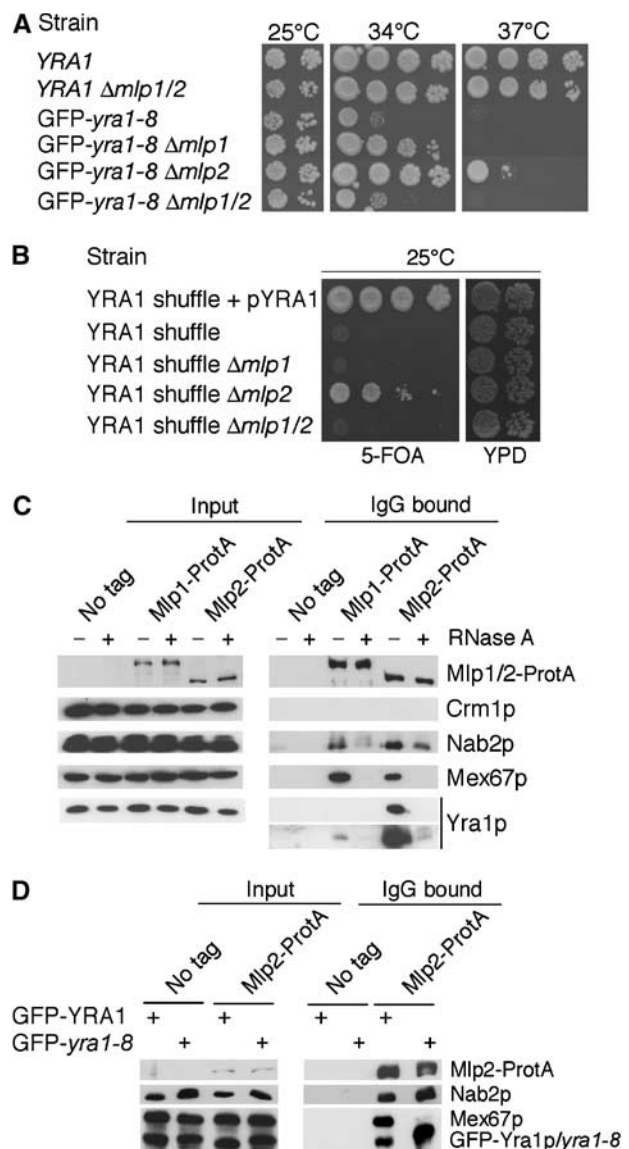 A Strain 25°C 34°C 37°C
YRA1
YRA1 Δmlp1/2
GFP-yra1-8
GFP-yra1-8 Δmlp1
GFP-yra1-8 Δmlp2
GFP-yra1-8 Δmlp1/2
B Strain 25°C
YRA1 shuffle + pYRA1
YRA1 shuffle
YRA1 shuffle Δmlp1
YRA1 shuffle Δmlp2
YRA1 shuffle Δmlp1/2
5-FOA YPD
C Input IgG bound
No tag Mlp1-ProtA Mlp2-ProtA No tag Mlp1-ProtA Mlp2-ProtA
− + − + − + − + − + − + RNase A
Mlp1/2-ProtA
Crm1p
Nab2p
Mex67p
Yra1p
D Input IgG bound
No tag Mlp2-ProtA No tag Mlp2-ProtA
GFP-YRA1 + + + +
GFP-yra1-8 + + + +
Mlp2-ProtA
Nab2p
Mex67p
GFP-Yra1p/yra1-8